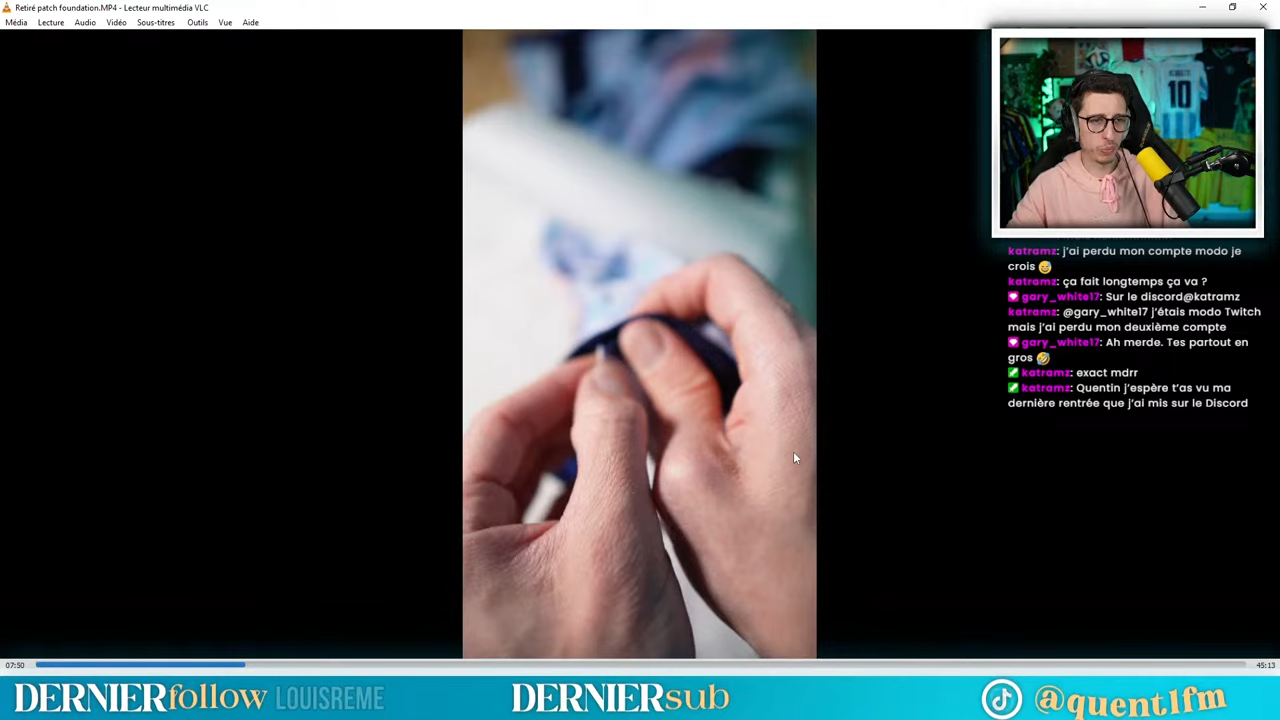 Retiré patch foundation.MP4 - Lecteur multimédia VLC
Média Lecture Audio Vidéo Sous-titres Outils Vue Aide
10
katramz: j'ai perdu mon compte modo je
crois 😅
katramz: ça fait longtemps ça va ?
gary_white17: Sur le discord@katramz
katramz: @gary_white17 j'étais modo Twitch
mais j'ai perdu mon deuxième compte
gary_white17: Ah merde. Tes partout en
gros 🤣
katramz: exact mdrr
katramz: Quentin j'espère t'as vu ma
dernière rentrée que j'ai mis sur le Discord
07:50
45:13
DERNIERfollow LOUISREME DERNIERsub @quent1fm